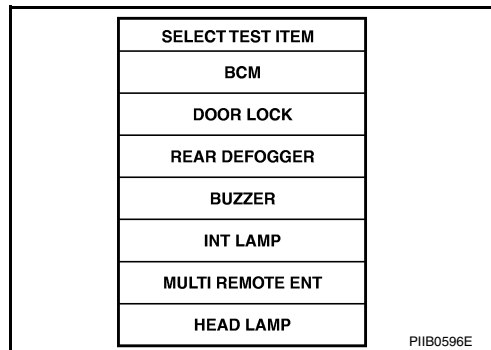 SELECT TEST ITEM
BCM
DOOR LOCK
REAR DEFOGGER
BUZZER
INT LAMP
MULTI REMOTE ENT
HEAD LAMP
PIIB0596E